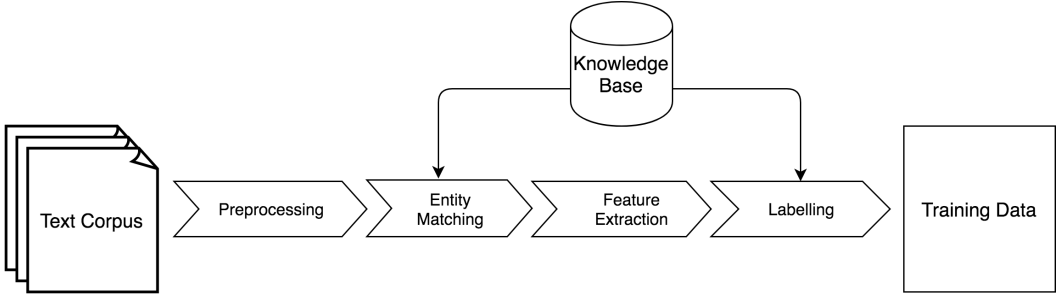 Knowledge
Base
Text Corpus
Preprocessing
Entity
Matching
Feature
Extraction
Labelling
Training Data